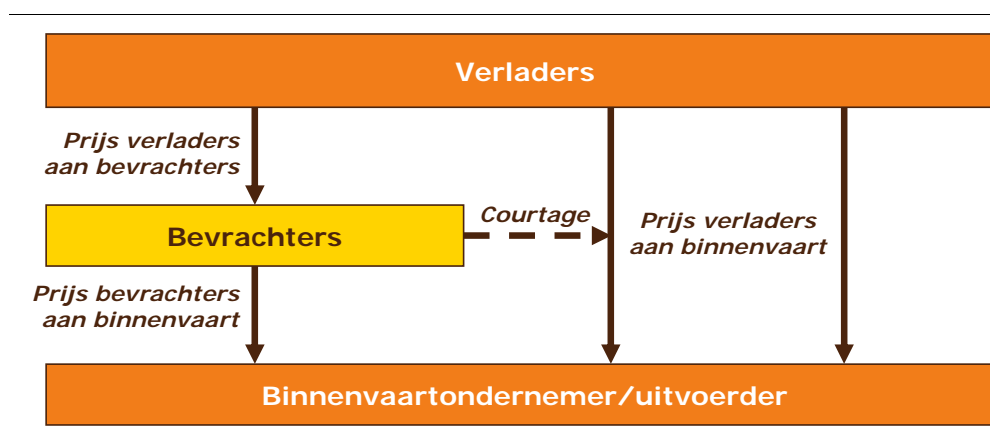 Verladers
Prijs verladers
aan bevrachters
Bevrachters
Courtage
Prijs verladers
aan binnenvaart
Prijs bevrachters
aan binnenvaart
Binnenvaartondernemer/uitvoerder